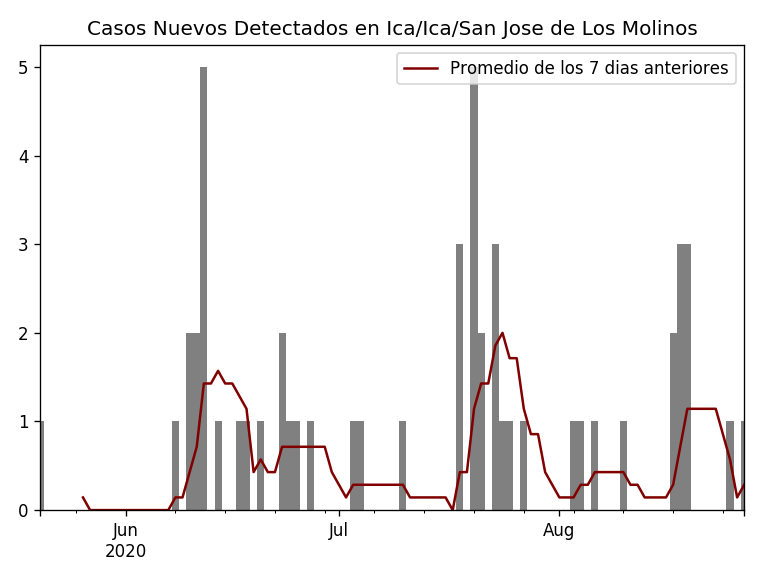 Casos Nuevos Detectados en Ica/Ica/San Jose de Los Molinos
Promedio de los 7 dias anteriores
5
4
3
2
1
0
Jun
2020
Jul
Aug